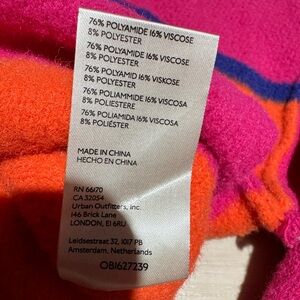 76% POLYAMIDE 16% VISCOSE
8% POLYESTER
76% POLYAMIDE 16% VISCOSE
8% POLYESTER
76% POLYAMID 16% VISKOSE
8% POLYESTER
76% POLIAMMIDE 16% VISCOSA
8% POLIESTERE
76% POLIAMIDA 16% VISCOSA
8% POLIÉSTER
MADE IN CHINA
HECHO EN CHINA
RN 66170
CA 32054
Urban Outfitters, Inc.
146 Brick Lane
LONDON, E1 6RU
Leidsestraat 32, 1017 PB
Amsterdam, Netherlands
OB1627239